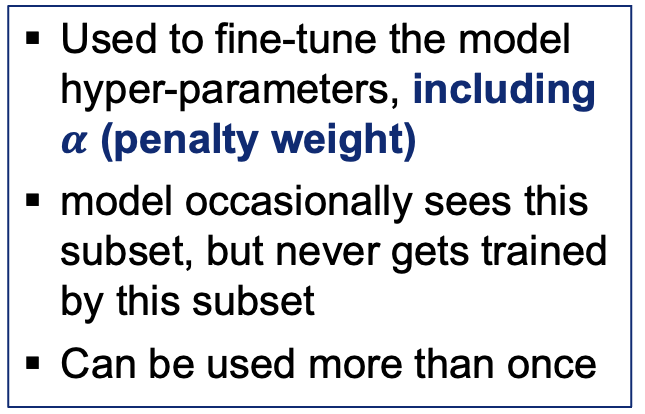 ▪ Used to fine-tune the model
hyper-parameters, including
α (penalty weight)
▪ model occasionally sees this
subset, but never gets trained
by this subset
▪ Can be used more than once